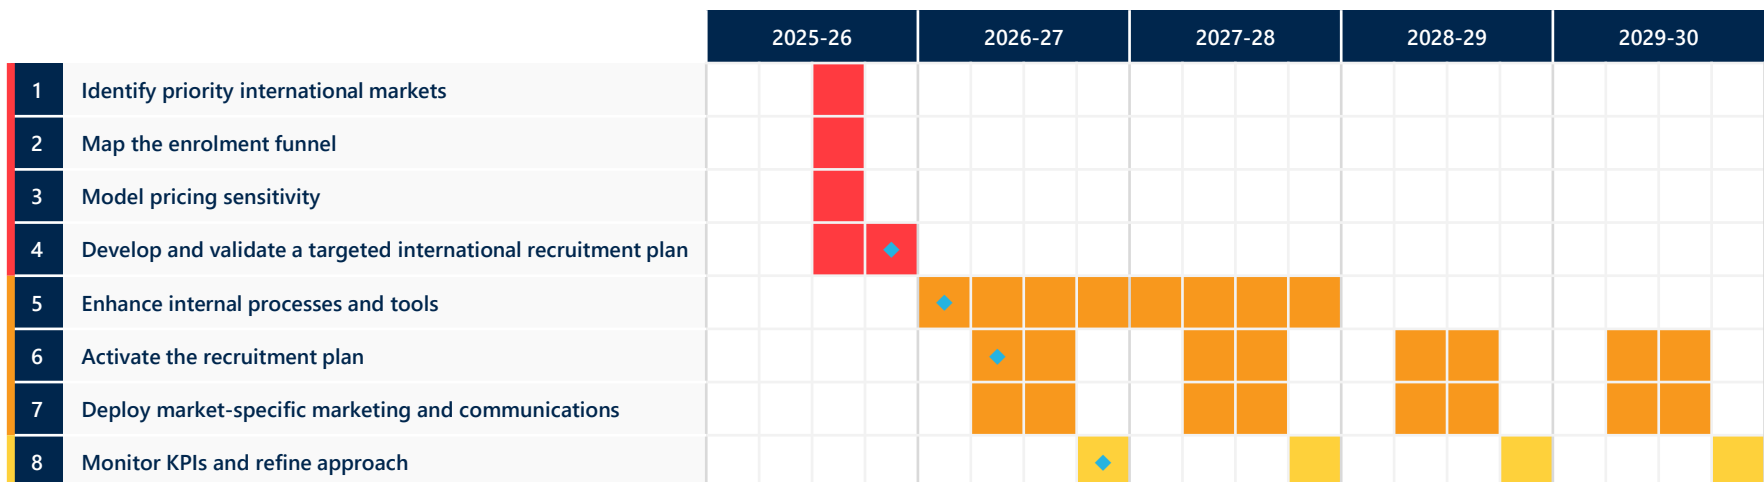 2025-26 2026-27 2027-28 2028-29 2029-30
1 Identify priority international markets
2 Map the enrolment funnel
3 Model pricing sensitivity
4 Develop and validate a targeted international recruitment plan
5 Enhance internal processes and tools
6 Activate the recruitment plan
7 Deploy market-specific marketing and communications
8 Monitor KPIs and refine approach